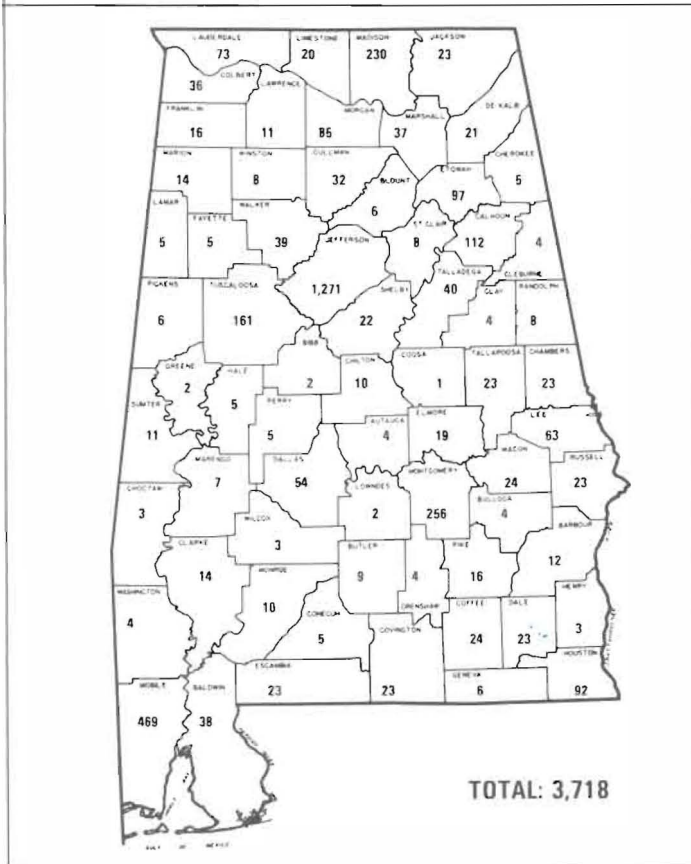 LAUDERDALE LIMESTONE MADISON JACKSON
73 20 230 23
COLBERT
36
LAWRENCE
FRANKLIN MORGAN MARSHALL DE KALB
16 11 85 37 21
MARION WINSTON CULLMAN ETOWAH CHEROKEE
14 8 32 BLOUNT 97 5
6
LAMAR FAYETTE WALKER ST CLAIR CALHOUN
5 5 39 JEFFERSON 8 112 4
TALLADEGA CLEBURNE
PICKENS TUSCALOOSA 1,271 SHELBY 40 CLAY RANDOLPH
6 161 22 4 8
BIBB
GREENE HALE 2 CHILTON COOSA TALLAPOOSA CHAMBERS
2 5 10 1 23 23
SUMTER PERRY AUTAUGA ELMORE LEE
11 5 4 19 63
MARENGO DALLAS MACON RUSSELL
7 54 LOWNDES MONTGOMERY 24 23
CHOCTAW BULLOCA
3 2 256 4
WILCOX BARBOUR
CLARKE 3 BUTLER PIKE 12
14 MONROE 9 4 16
WASHINGTON 10 CRENSHAW COFFEE DALE HENRY
4 CONECUH COVINGTON 24 23 3
5 HOUSTON
ESCAMBIA GENEVA
MOBILE BALDWIN 23 23 6 92
469 38
TOTAL: 3,718
GULF OF MEXICO